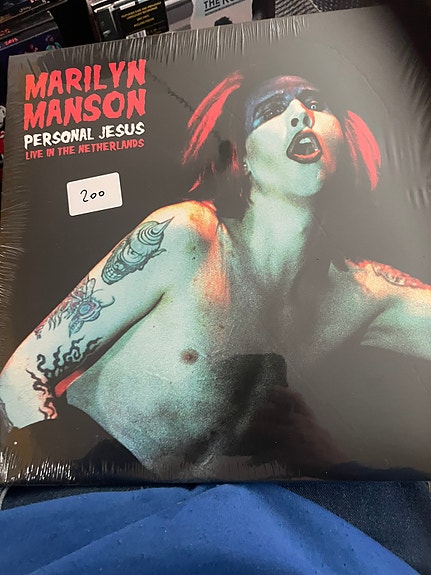 MARILYN
MANSON
PERSONAL JESUS
LIVE IN THE NETHERLANDS
200